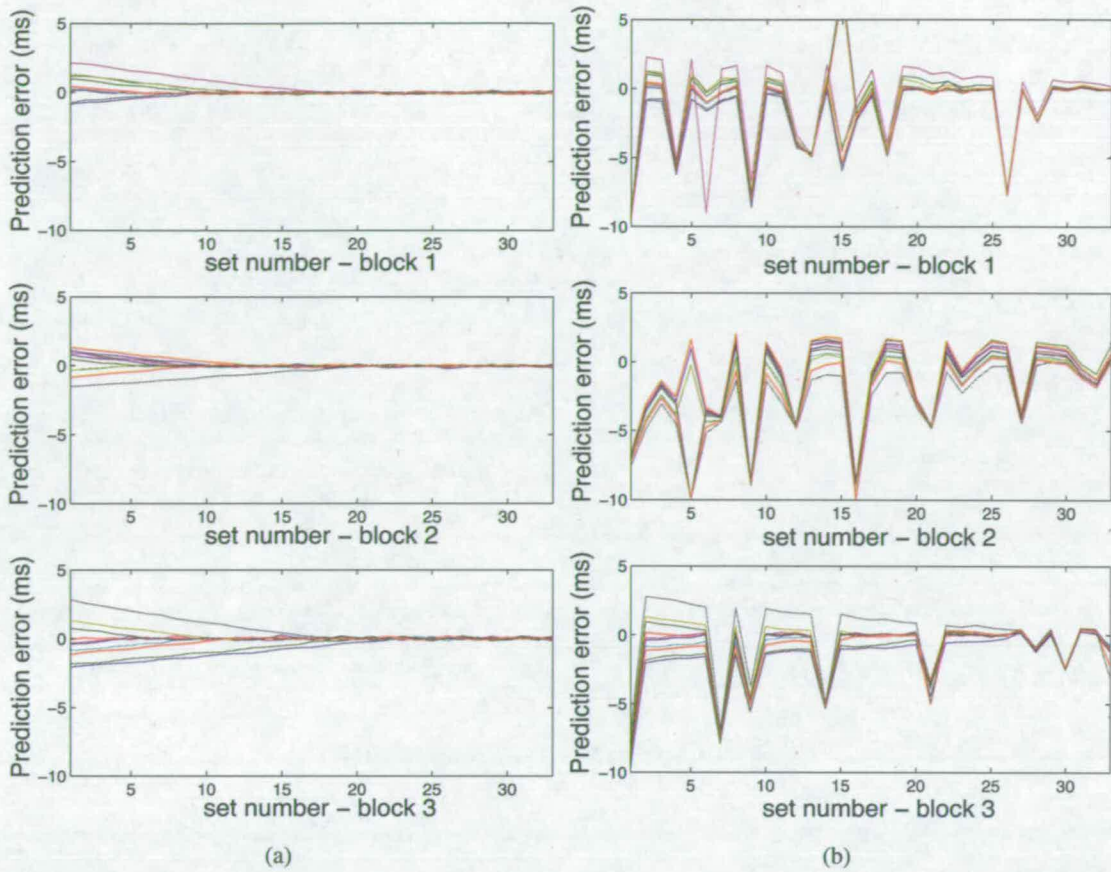 Prediction error (ms)
5
0
−5
−10
5 10 15 20 25 30
set number – block 1
Prediction error (ms)
5
0
−5
−10
5 10 15 20 25 30
set number – block 2
Prediction error (ms)
5
0
−5
−10
5 10 15 20 25 30
set number – block 3
(a)
Prediction error (ms)
5
0
−5
−10
5 10 15 20 25 30
set number – block 1
Prediction error (ms)
5
0
−5
−10
5 10 15 20 25 30
set number – block 2
Prediction error (ms)
5
0
−5
−10
5 10 15 20 25 30
set number – block 3
(b)